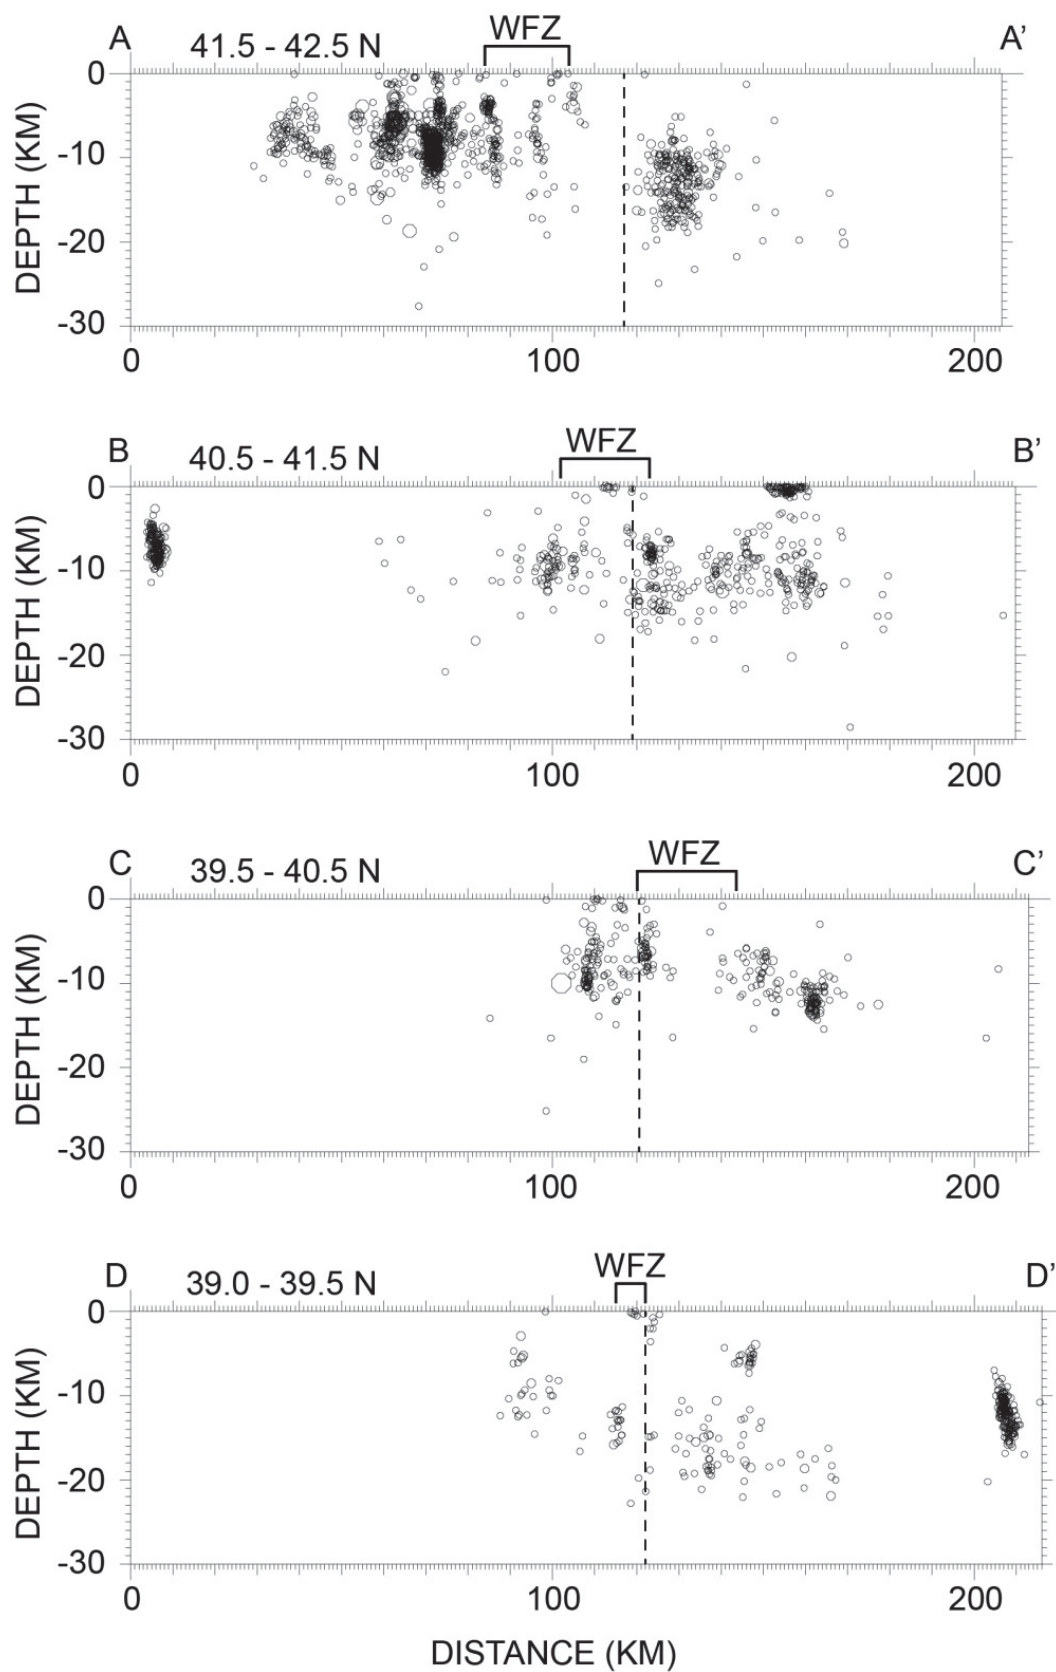 WFZ
A 41.5 - 42.5 N A’
0
-10
-20
-30
DEPTH (KM)
0 100 200
WFZ
B 40.5 - 41.5 N B’
0
-10
-20
-30
DEPTH (KM)
0 100 200
WFZ
C 39.5 - 40.5 N C’
0
-10
-20
-30
DEPTH (KM)
0 100 200
WFZ
D 39.0 - 39.5 N D’
0
-10
-20
-30
DEPTH (KM)
0 100 200
DISTANCE (KM)